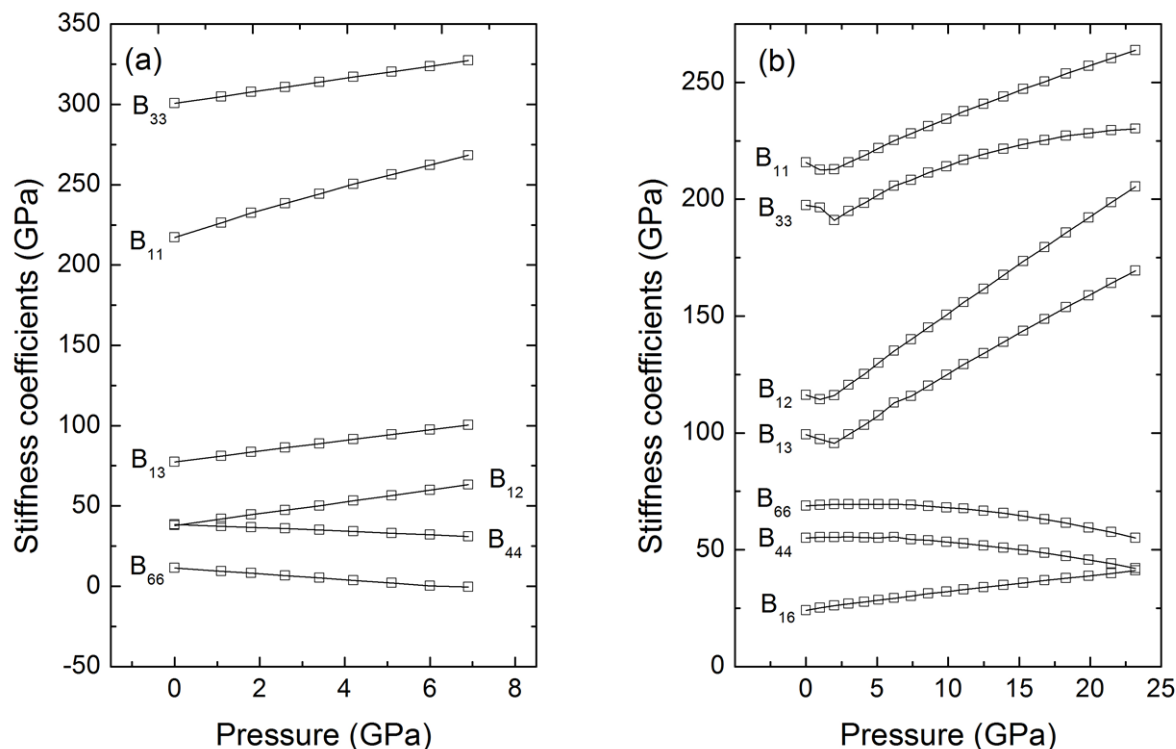 (a)
Stiffness coefficients (GPa)
350
300
250
200
150
100
50
0
-50
B33
B11
B13
B12
B44
B66
0 2 4 6 8
Pressure (GPa)
(b)
Stiffness coefficients (GPa)
250
200
150
100
50
0
B11
B33
B12
B13
B66
B44
B16
0 5 10 15 20 25
Pressure (GPa)